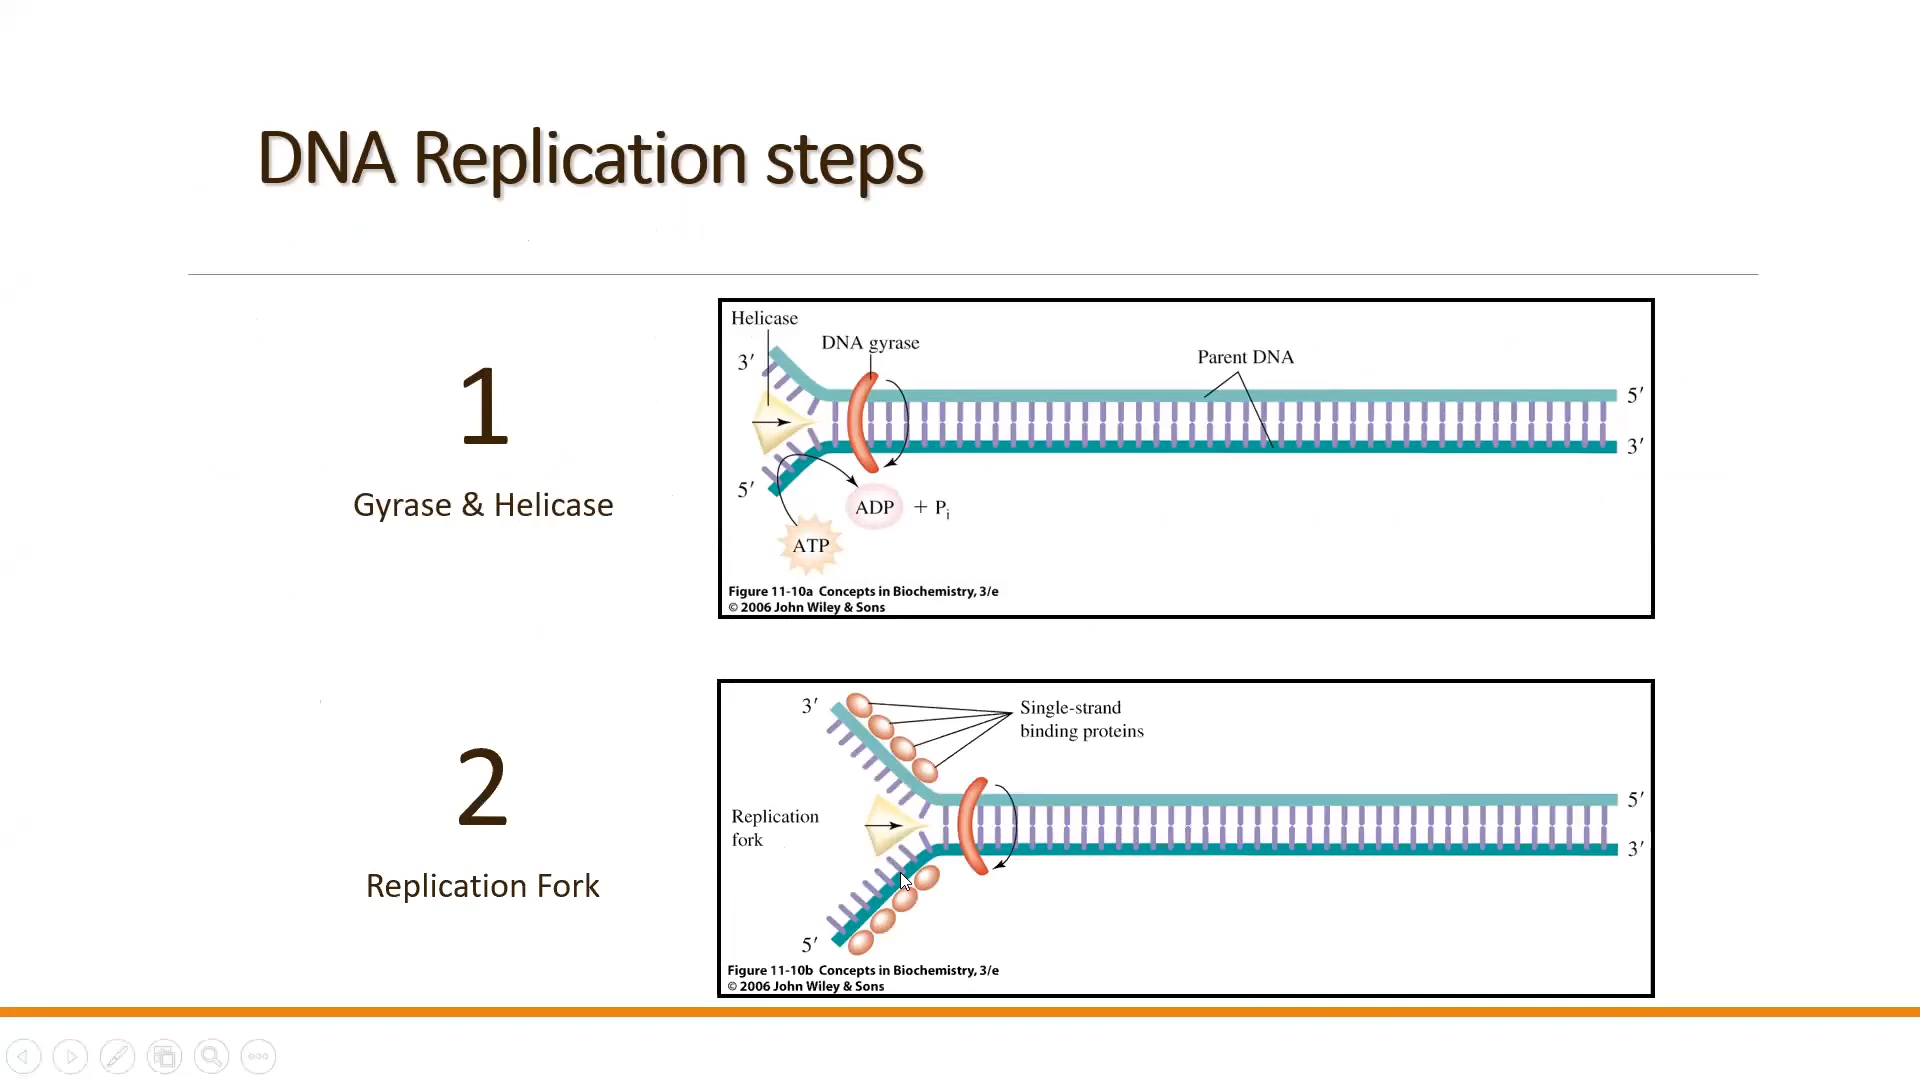 DNA Replication steps
1
Gyrase & Helicase
Helicase
DNA gyrase
Parent DNA
3′
5′
3′
5′
ADP + Pi
ATP
Figure 11-10a Concepts in Biochemistry, 3/e
© 2006 John Wiley & Sons
2
Replication Fork
3′
Single-strand
binding proteins
5′
Replication
fork
3′
5′
Figure 11-10b Concepts in Biochemistry, 3/e
© 2006 John Wiley & Sons